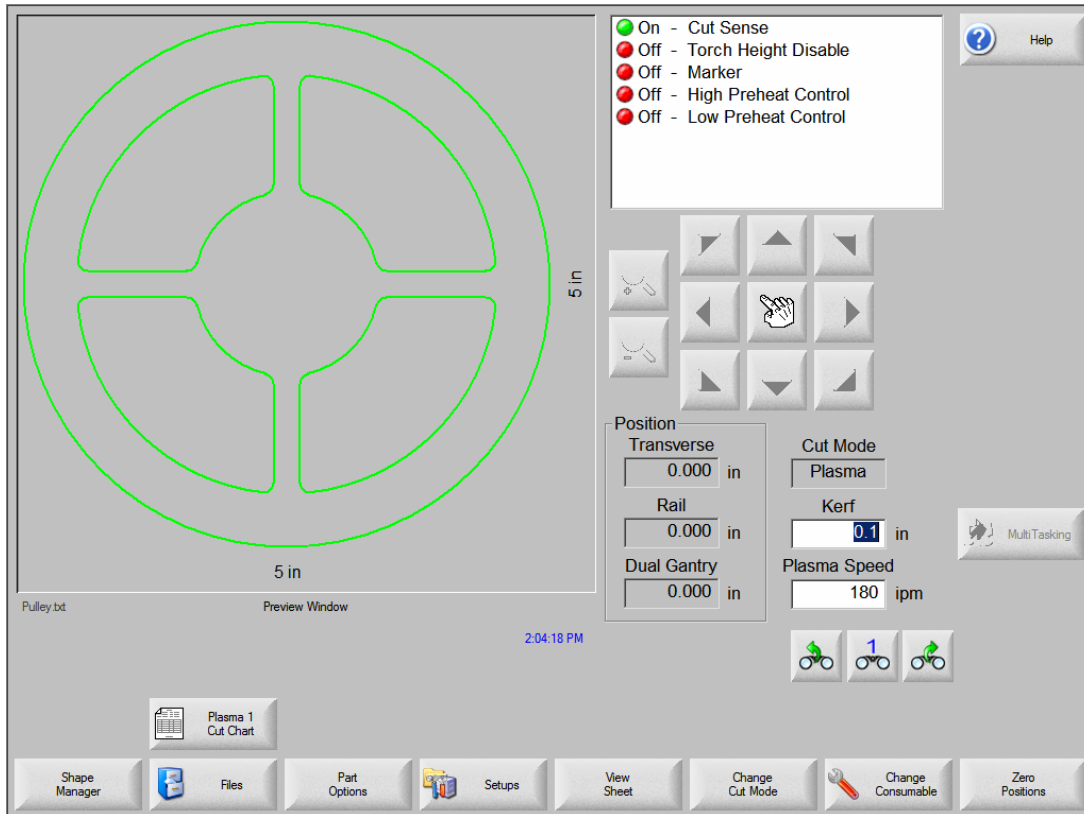 On - Cut Sense
Off - Torch Height Disable
Off - Marker
Off - High Preheat Control
Off - Low Preheat Control
Help
5 in
5 in
Pulley.txt
Preview Window
2:04:18 PM
Position
Transverse
0.000 in
Rail
0.000 in
Dual Gantry
0.000 in
Cut Mode
Plasma
Kerf
0.1 in
Plasma Speed
180 ipm
MultiTasking
1
Plasma 1
Cut Chart
Shape
Manager
Files
Part
Options
Setups
View
Sheet
Change
Cut Mode
Change
Consumable
Zero
Positions